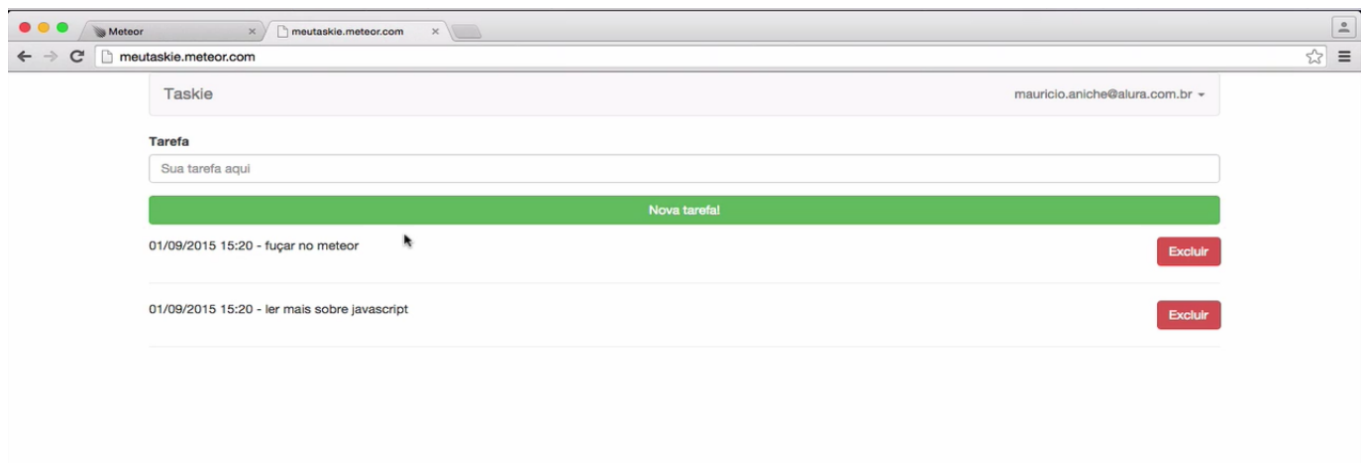 Meteor
meutaskie.meteor.com
meutaskie.meteor.com
Taskie
mauricio.aniche@alura.com.br
Tarefa
Sua tarefa aqui
Nova tarefa!
01/09/2015 15:20 - fuçar no meteor
Excluir
01/09/2015 15:20 - ler mais sobre javascript
Excluir